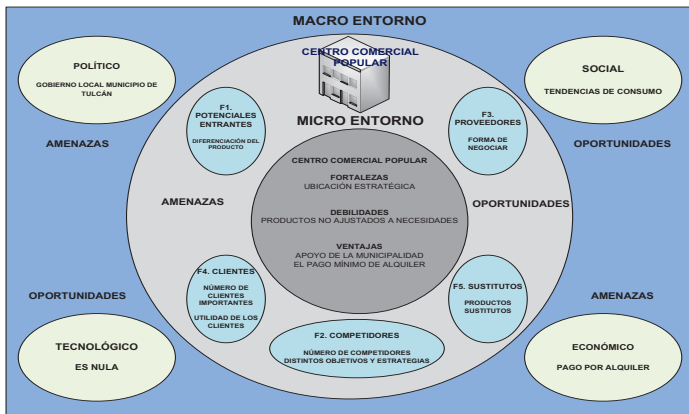 MACRO ENTORNO
CENTRO COMERCIAL
POPULAR
POLÍTICO
GOBIERNO LOCAL MUNICIPIO DE
TULCÁN
SOCIAL
TENDENCIAS DE CONSUMO
AMENAZAS
OPORTUNIDADES
F1.
POTENCIALES
ENTRANTES
DIFERENCIACIÓN DEL
PRODUCTO
F3.
PROVEEDORES
FORMA DE
NEGOCIAR
MICRO ENTORNO
AMENAZAS
OPORTUNIDADES
CENTRO COMERCIAL POPULAR
FORTALEZAS
UBICACIÓN ESTRATÉGICA
DEBILIDADES
PRODUCTOS NO AJUSTADOS A NECESIDADES
VENTAJAS
APOYO DE LA MUNICIPALIDAD
EL PAGO MÍNIMO DE ALQUILER
F4. CLIENTES
NÚMERO DE
CLIENTES
IMPORTANTES
UTILIDAD DE LOS
CLIENTES
F5. SUSTITUTOS
PRODUCTOS
SUSTITUTOS
F2. COMPETIDORES
NÚMERO DE COMPETIDORES
DISTINTOS OBJETIVOS Y ESTRATEGIAS
OPORTUNIDADES
AMENAZAS
TECNOLÓGICO
ES NULA
ECONÓMICO
PAGO POR ALQUILER